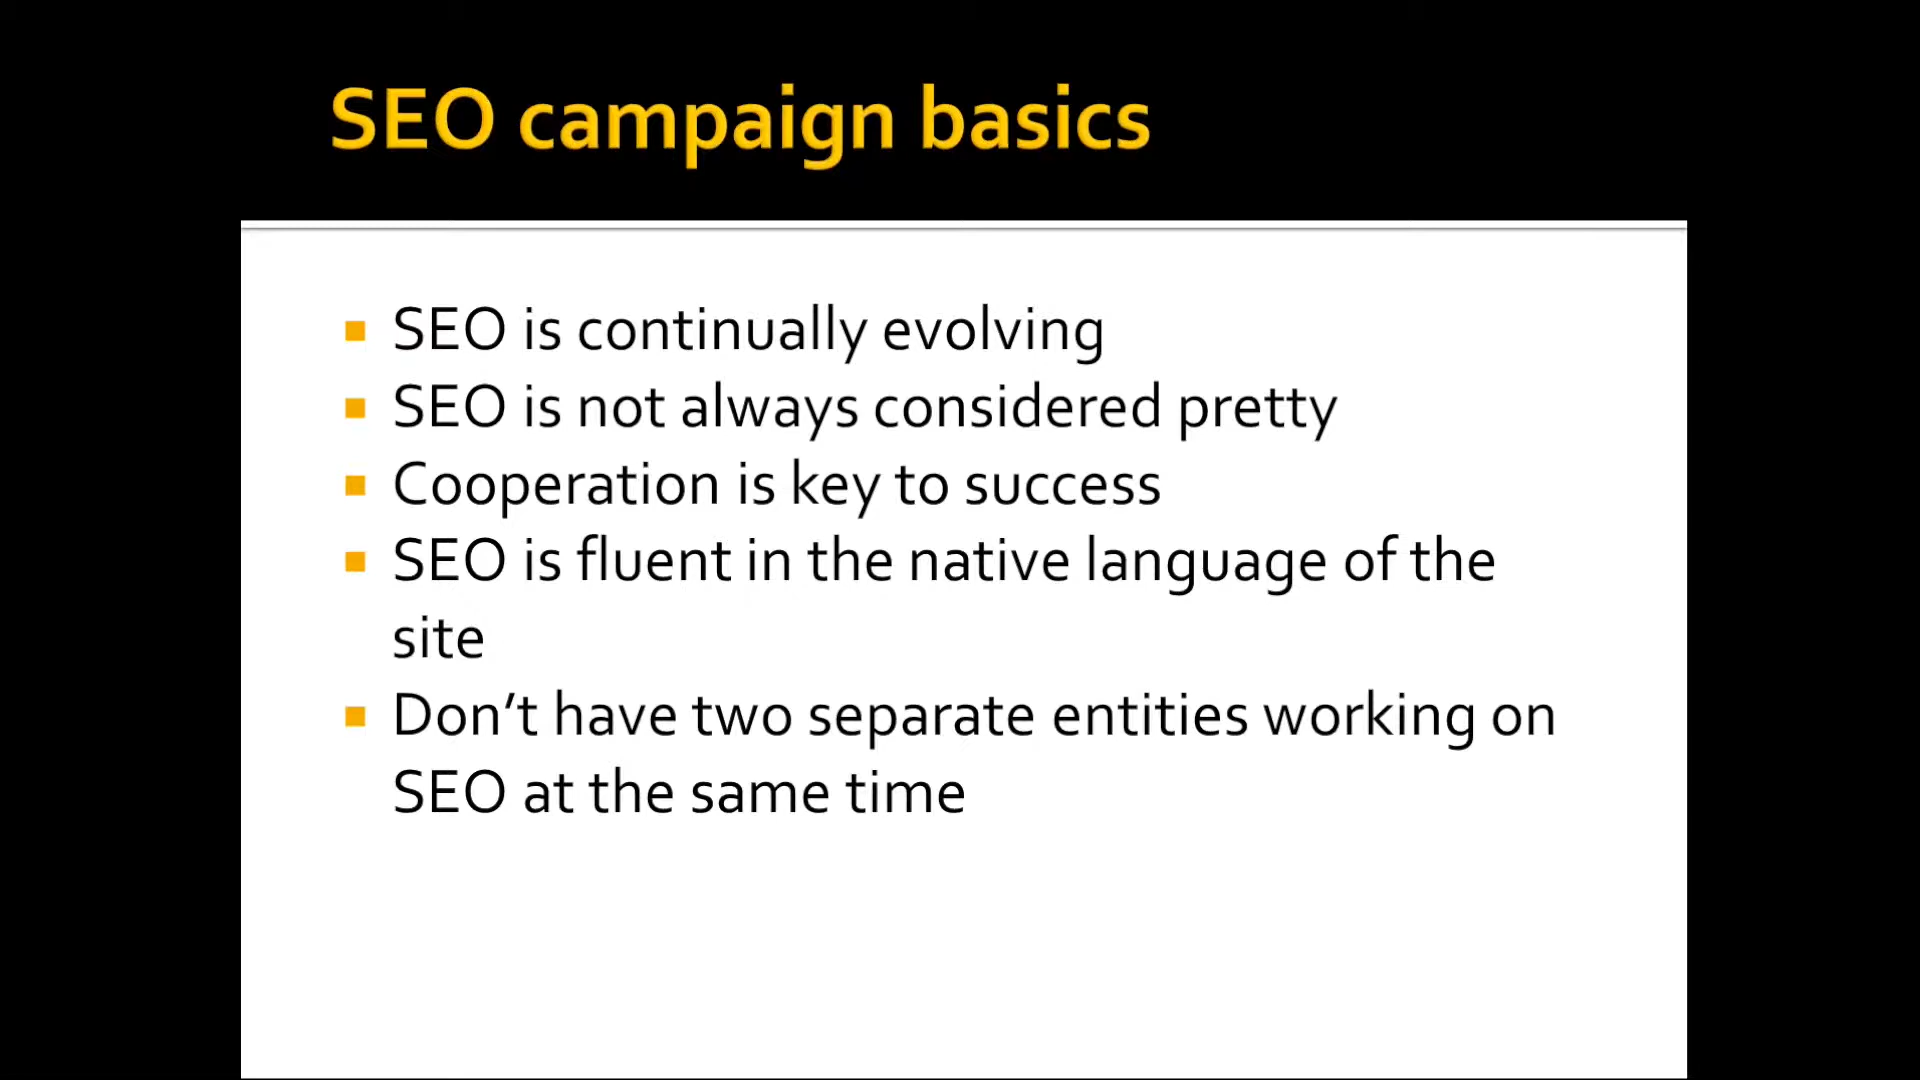 SEO campaign basics
SEO is continually evolving
SEO is not always considered pretty
Cooperation is key to success
SEO is fluent in the native language of the
site
Don’t have two separate entities working on
SEO at the same time